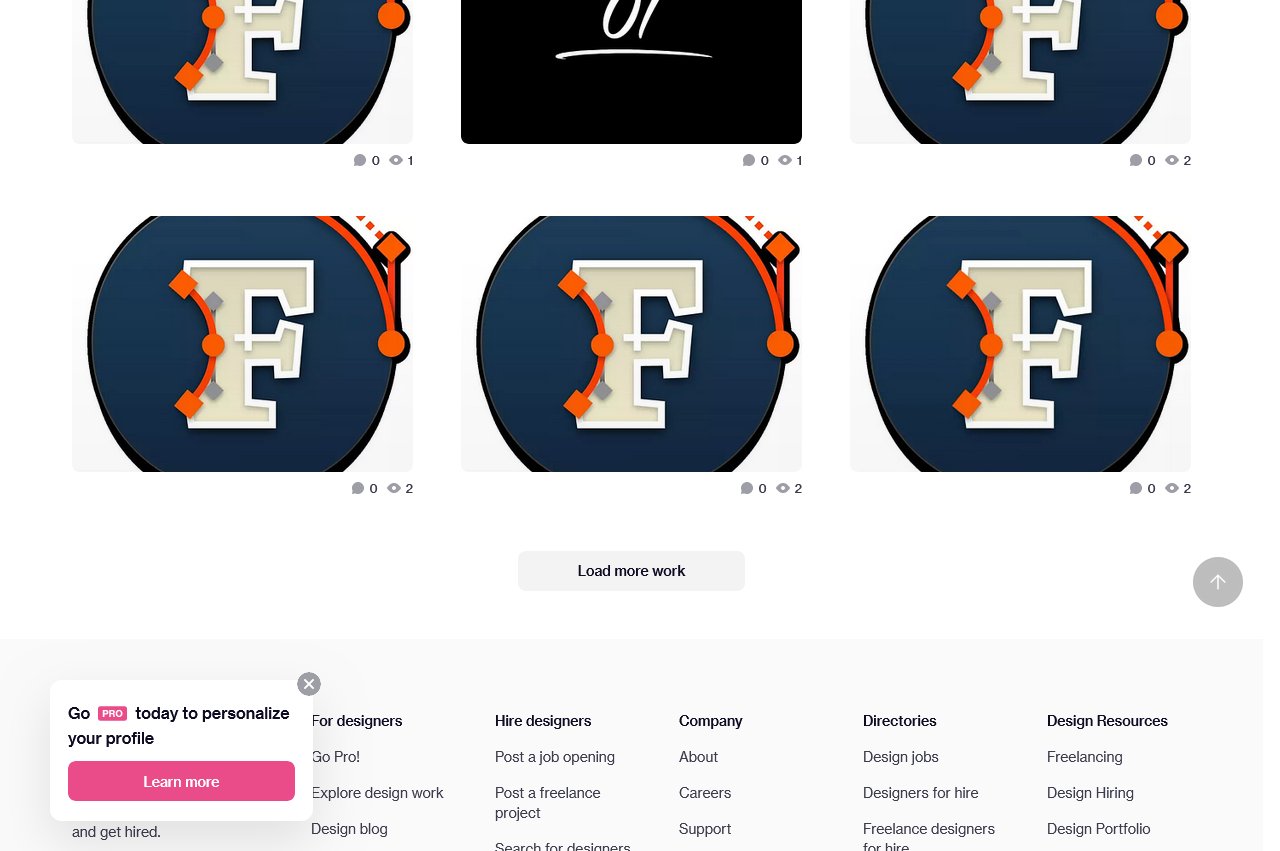 F
or
F
0 1
0 1
0 2
F
F
F
0 2
0 2
0 2
Load more work
Go PRO today to personalize
your profile
Learn more
and get hired.
For designers
Go Pro!
Explore design work
Design blog
Hire designers
Post a job opening
Post a freelance
project
Search for designers
Company
About
Careers
Support
Directories
Design jobs
Designers for hire
Freelance designers
for hire
Design Resources
Freelancing
Design Hiring
Design Portfolio